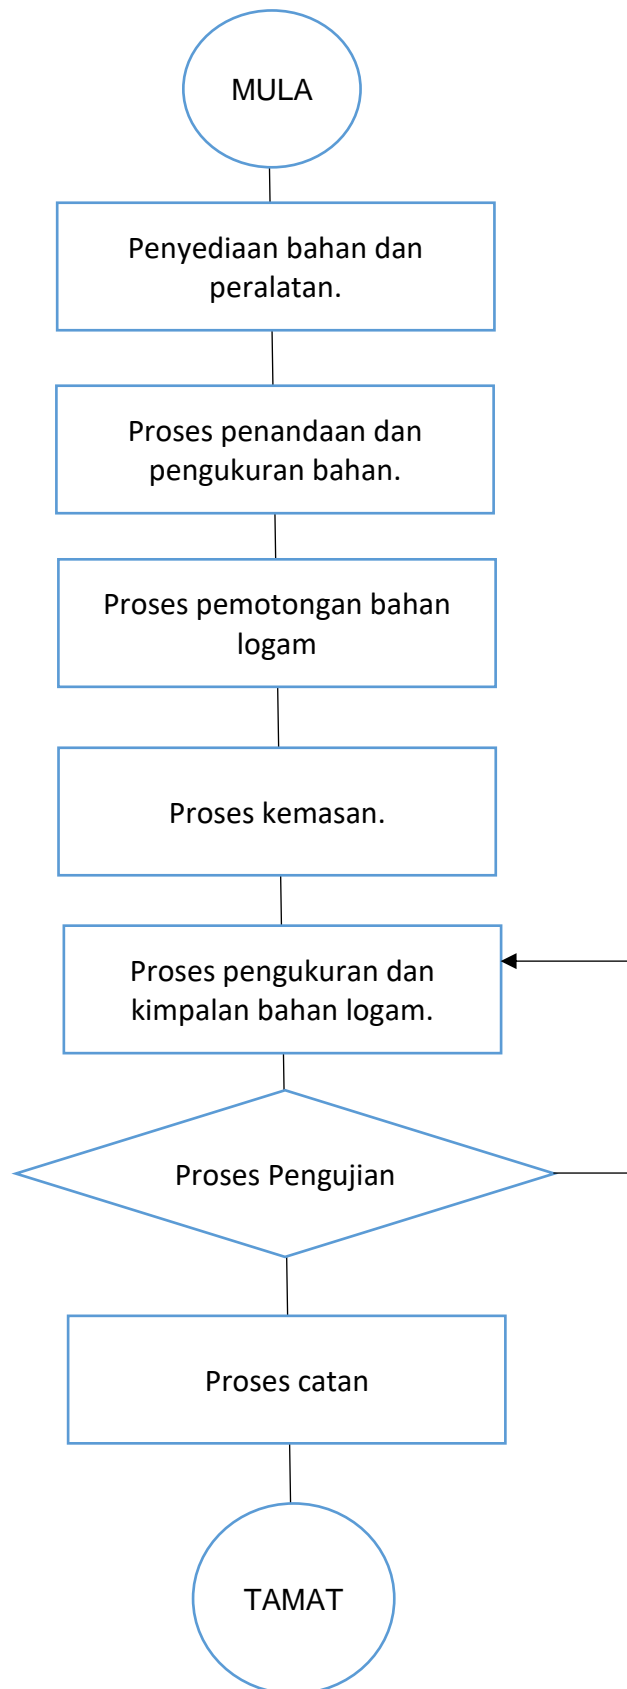 MULA
Penyediaan bahan dan
peralatan.
Proses penandaan dan
pengukuran bahan.
Proses pemotongan bahan
logam
Proses kemasan.
Proses pengukuran dan
kimpalan bahan logam.
Proses Pengujian
Proses catan
TAMAT